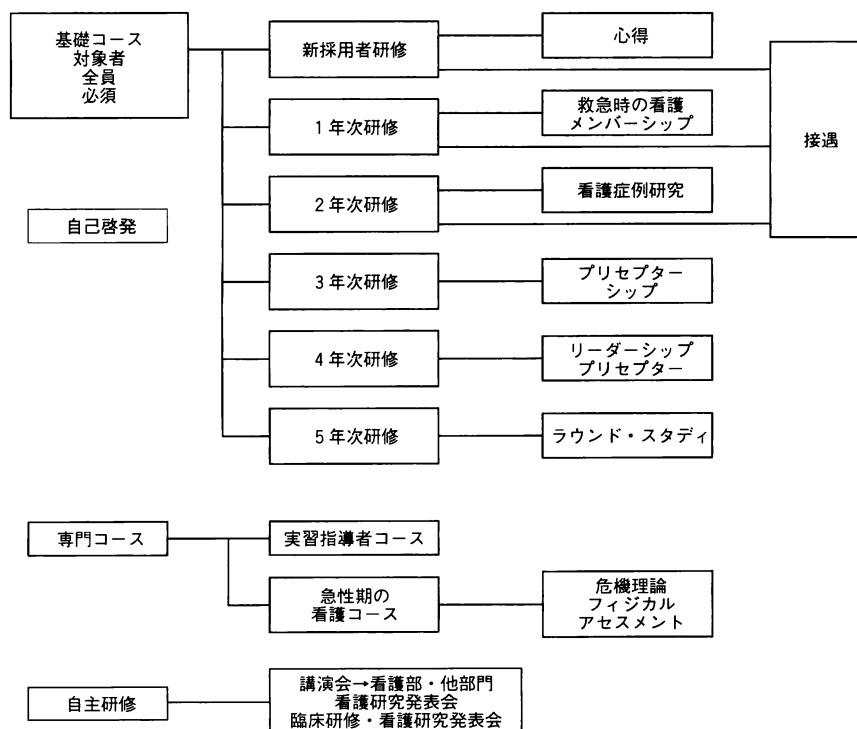 基礎コース
対象者
全員
必須
新採用者研修
心得
接遇
1年次研修
救急時の看護
メンバーシップ
2年次研修
看護症例研究
自己啓発
3年次研修
プリセプター
シップ
4年次研修
リーダーシップ
プリセプター
5年次研修
ラウンド・スタディ
専門コース
実習指導者コース
急性期の
看護コース
危機理論
フィジカル
アセスメント
自主研修
講演会→看護部・他部門
看護研究発表会
臨床研修・看護研究発表会